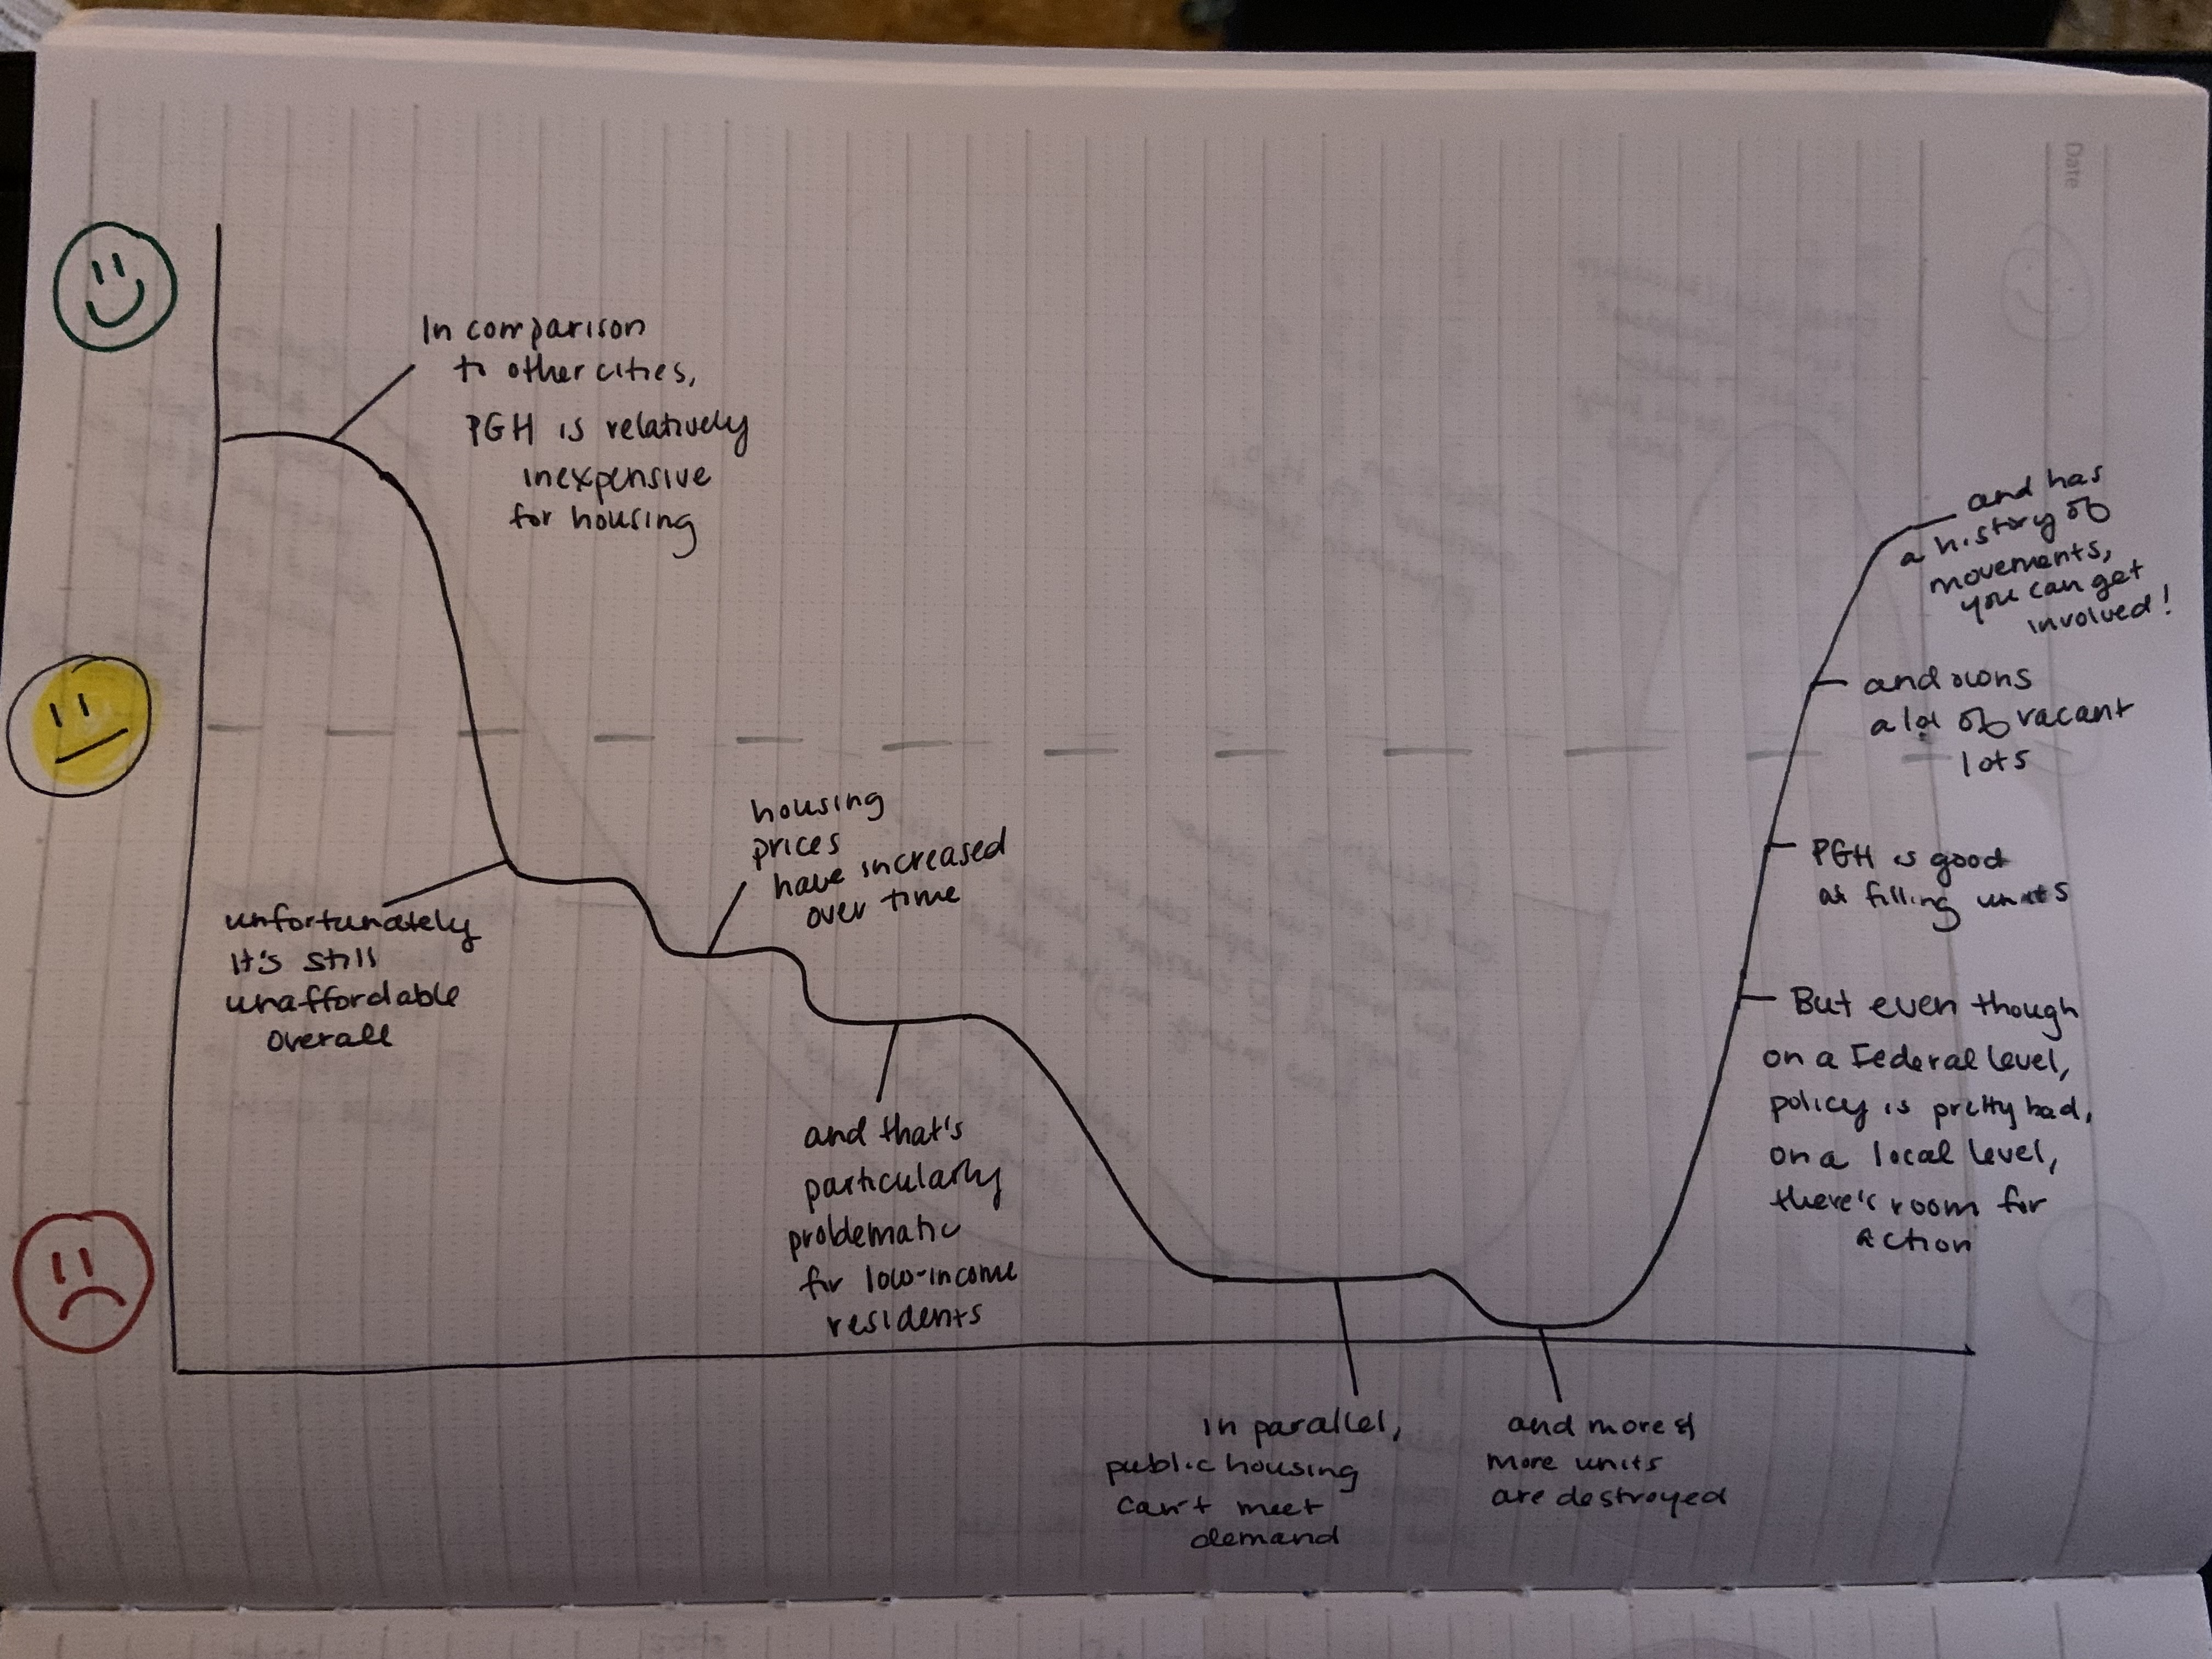 Date
In comparison
to other cities,
PGH is relatively
inexpensive
for housing
unfortunately
it's still
unaffordable
overall
housing
prices
have increased
over time
and that's
particularly
problematic
for low-income
residents
in parallel,
public housing
can't meet
demand
and more &
more units
are destroyed
But even though
on a Federal level,
policy is pretty bad,
on a local level,
there's room for
action
PGH is good
at filling units
and owns
a lot of vacant
lots
and has
a history of
movements,
you can get
involved!